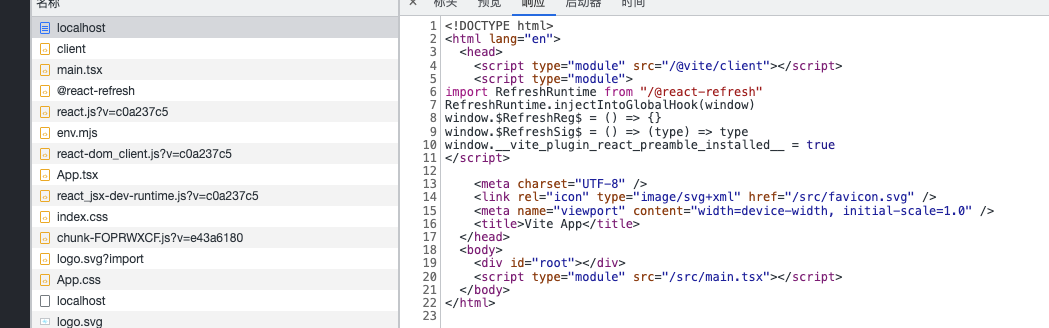 名称
localhost
client
main.tsx
@react-refresh
react.js?v=c0a237c5
env.mjs
react-dom_client.js?v=c0a237c5
App.tsx
react_jsx-dev-runtime.js?v=c0a237c5
index.css
chunk-FOPRWXCF.js?v=e43a6180
logo.svg?import
App.css
localhost
logo.svg
× 标头 预览 响应 启动器 时间
1 <!DOCTYPE html>
2 <html lang="en">
3 <head>
4 <script type="module" src="/@vite/client"></script>
5 <script type="module">
6 import RefreshRuntime from "/@react-refresh"
7 RefreshRuntime.injectIntoGlobalHook(window)
8 window.$RefreshReg$ = () => {}
9 window.$RefreshSig$ = () => (type) => type
10 window.__vite_plugin_react_preamble_installed__ = true
11 </script>
12
13 <meta charset="UTF-8" />
14 <link rel="icon" type="image/svg+xml" href="/src/favicon.svg" />
15 <meta name="viewport" content="width=device-width, initial-scale=1.0" />
16 <title>Vite App</title>
17 </head>
18 <body>
19 <div id="root"></div>
20 <script type="module" src="/src/main.tsx"></script>
21 </body>
22 </html>
23